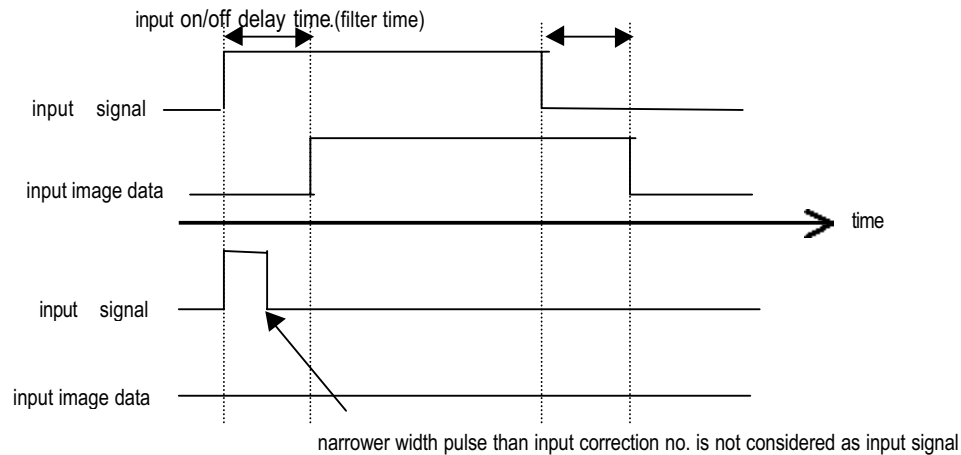 input on/off delay time.(filter time)
input signal
input image data
time
input signal
input image data
narrower width pulse than input correction no. is not considered as input signal